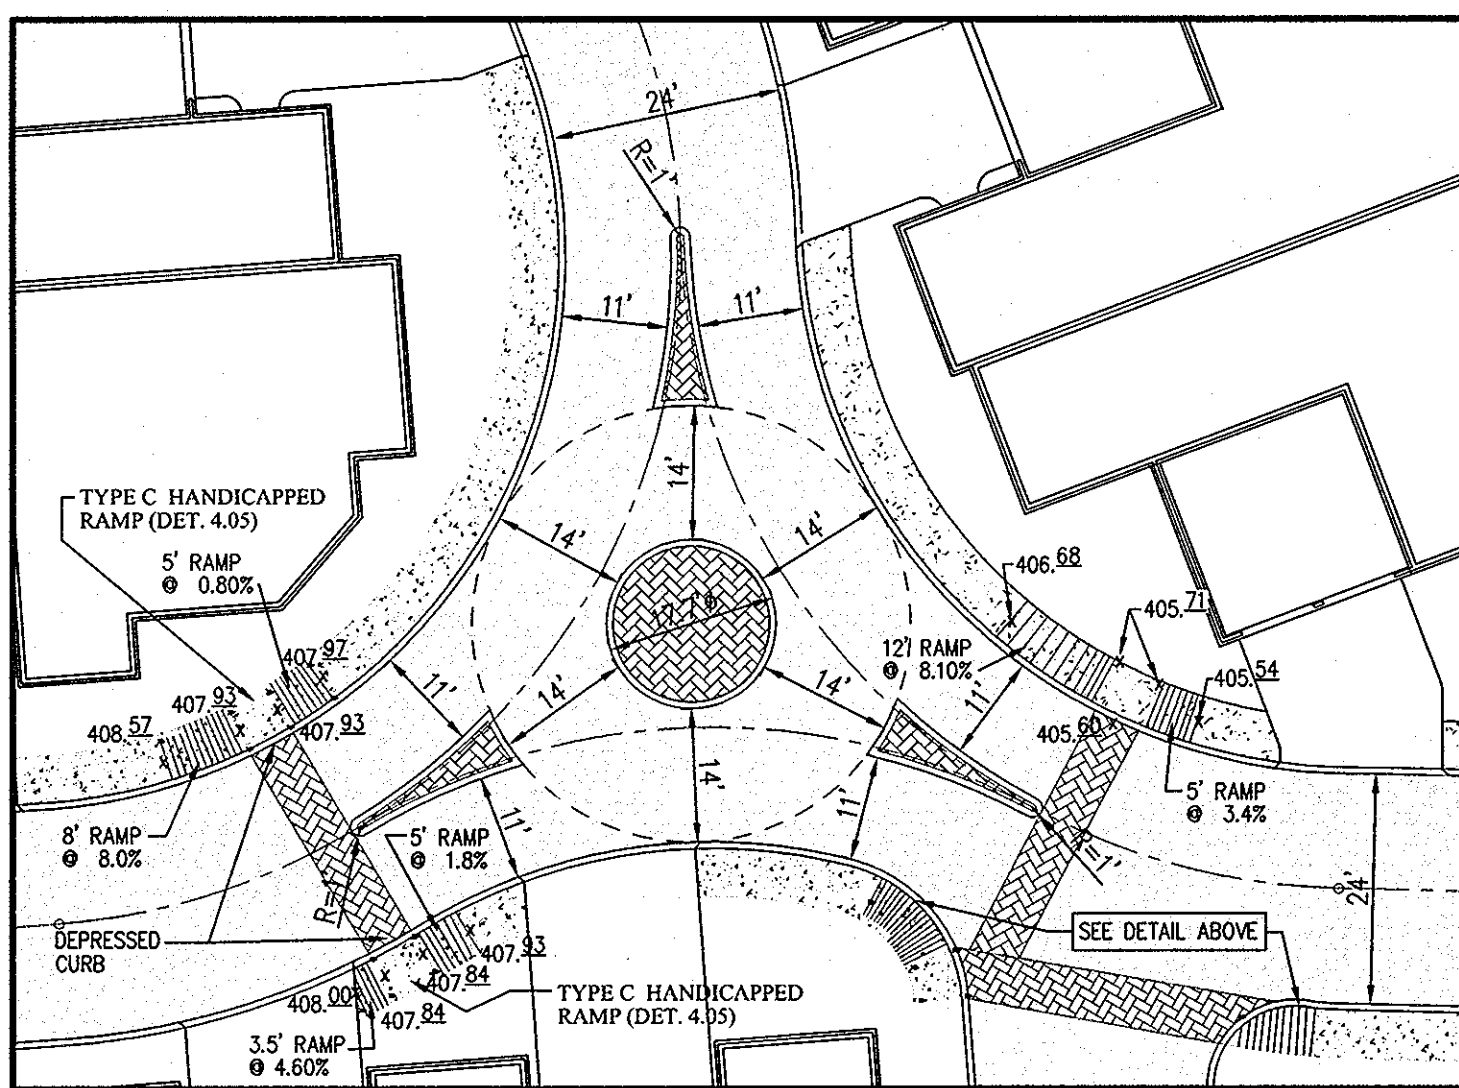 24'
R=1'
11'
11'
TYPE C HANDICAPPED
RAMP (DET. 4.05)
14'
14'
14'
5' RAMP
@ 0.80%
406.68
17.7' Φ
405.71
12' RAMP
@ 8.10%
407.97
11'
14'
14'
11'
405.54
407.93
408.57
407.93
405.60
14'
8' RAMP
@ 8.0%
5' RAMP
@ 1.8%
11'
11'
5' RAMP
@ 3.4%
R=1'
24'
DEPRESSED
CURB
407.93
SEE DETAIL ABOVE
407.84
408.00
407.84
TYPE C HANDICAPPED
RAMP (DET. 4.05)
3.5' RAMP
@ 4.60%